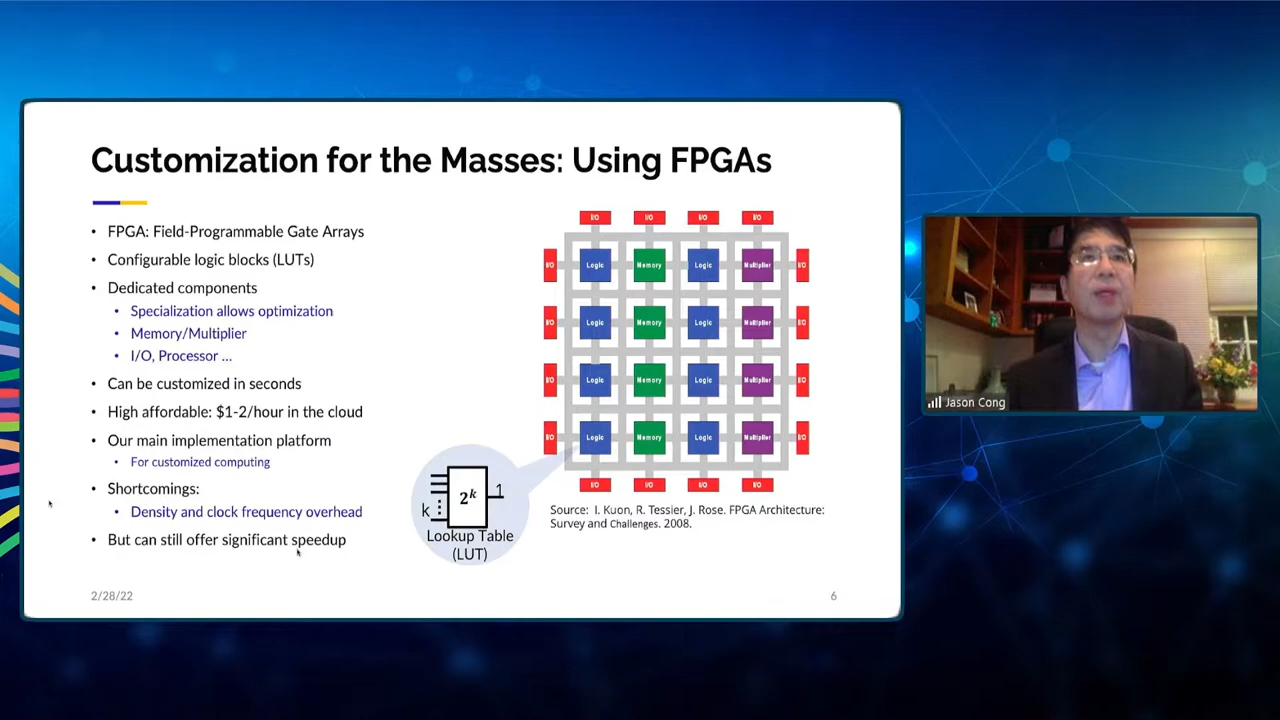 Customization for the Masses: Using FPGAs
• FPGA: Field-Programmable Gate Arrays
• Configurable logic blocks (LUTs)
• Dedicated components
• Specialization allows optimization
• Memory/Multiplier
• I/O, Processor ...
• Can be customized in seconds
• High affordable: $1-2/hour in the cloud
• Our main implementation platform
• For customized computing
• Shortcomings:
• Density and clock frequency overhead
• But can still offer significant speedup
I/O I/O I/O I/O
I/O Logic Memory Logic Multiplier I/O
I/O Logic Memory Logic Multiplier I/O
I/O Logic Memory Logic Multiplier I/O
I/O Logic Memory Logic Multiplier I/O
I/O I/O I/O I/O
k 2^k 1
Lookup Table
(LUT)
Source: I. Kuon, R. Tessier, J. Rose. FPGA Architecture:
Survey and Challenges. 2008.
2/28/22
6
Jason Cong